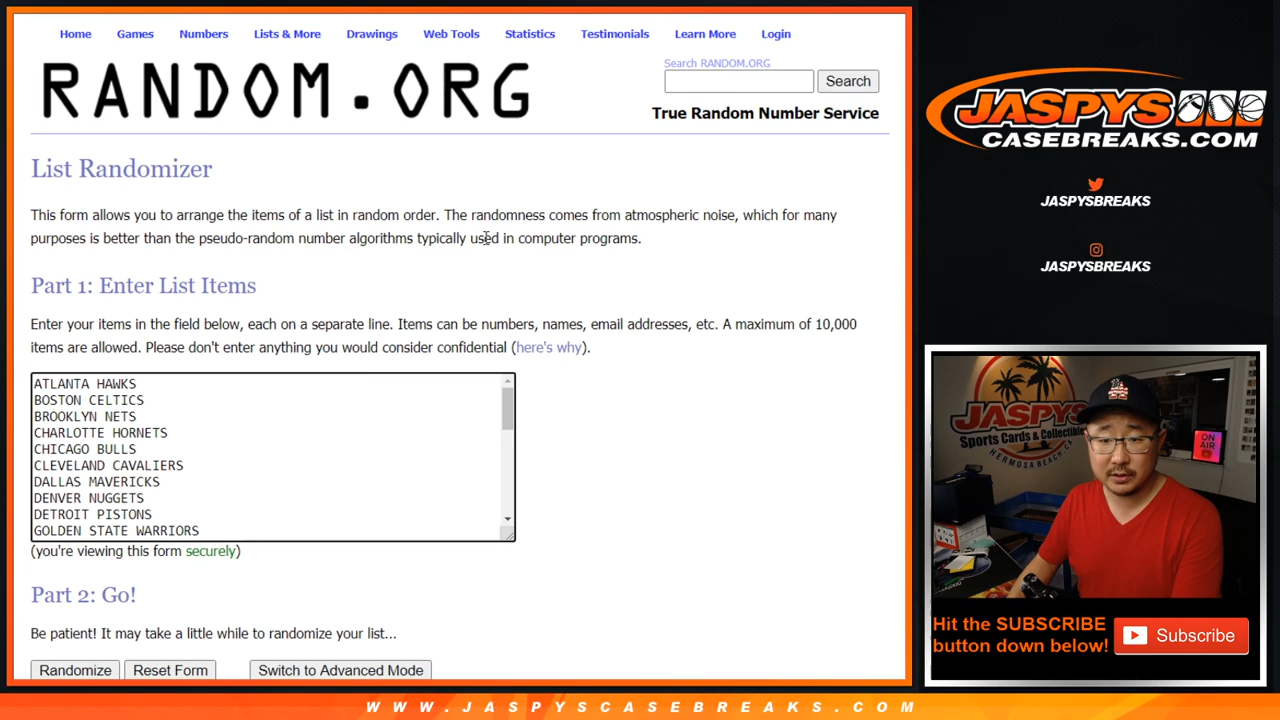 Home Games Numbers Lists & More Drawings Web Tools Statistics Testimonials Learn More Login
RANDOM.ORG
Search RANDOM.ORG
Search
True Random Number Service
List Randomizer
This form allows you to arrange the items of a list in random order. The randomness comes from atmospheric noise, which for many
purposes is better than the pseudo-random number algorithms typically used in computer programs.
Part 1: Enter List Items
Enter your items in the field below, each on a separate line. Items can be numbers, names, email addresses, etc. A maximum of 10,000
items are allowed. Please don't enter anything you would consider confidential (here's why).
ATLANTA HAWKS
BOSTON CELTICS
BROOKLYN NETS
CHARLOTTE HORNETS
CHICAGO BULLS
CLEVELAND CAVALIERS
DALLAS MAVERICKS
DENVER NUGGETS
DETROIT PISTONS
GOLDEN STATE WARRIORS
(you're viewing this form securely)
Part 2: Go!
Be patient! It may take a little while to randomize your list...
Randomize Reset Form Switch to Advanced Mode
JASPYS
CASEBREAKS.COM
JASPYSBREAKS
JASPYSBREAKS
JASPYS
Sports Cards & Collectibles
HERMOSA BEACH CA
ON
AIR
Hit the SUBSCRIBE
button down below!
Subscribe
WWW.JASPYSCASEBREAKS.COM